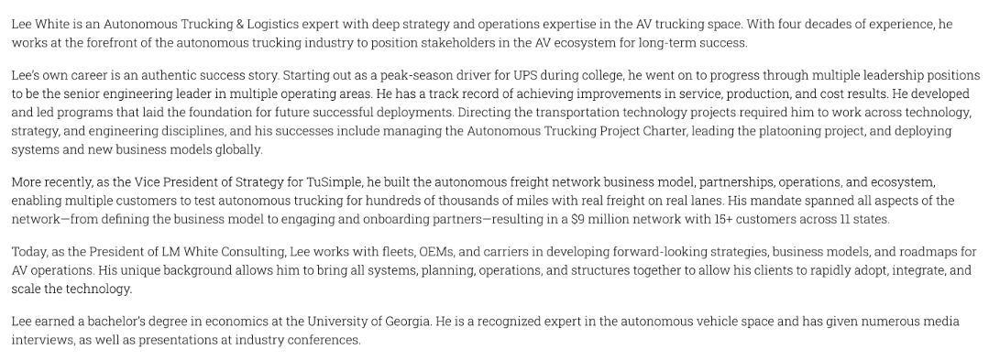 Lee White is an Autonomous Trucking & Logistics expert with deep strategy and operations expertise in the AV trucking space. With four decades of experience, he
works at the forefront of the autonomous trucking industry to position stakeholders in the AV ecosystem for long-term success.
Lee's own career is an authentic success story. Starting out as a peak-season driver for UPS during college, he went on to progress through multiple leadership positions
to be the senior engineering leader in multiple operating areas. He has a track record of achieving improvements in service, production, and cost results. He developed
and led programs that laid the foundation for future successful deployments. Directing the transportation technology projects required him to work across technology,
strategy, and engineering disciplines, and his successes include managing the Autonomous Trucking Project Charter, leading the platooning project, and deploying
systems and new business models globally.
More recently, as the Vice President of Strategy for TuSimple, he built the autonomous freight network business model, partnerships, operations, and ecosystem,
enabling multiple customers to test autonomous trucking for hundreds of thousands of miles with real freight on real lanes. His mandate spanned all aspects of the
network—from defining the business model to engaging and onboarding partners—resulting in a $9 million network with 15+ customers across 11 states.
Today, as the President of LM White Consulting, Lee works with fleets, OEMs, and carriers in developing forward-looking strategies, business models, and roadmaps for
AV operations. His unique background allows him to bring all systems, planning, operations, and structures together to allow his clients to rapidly adopt, integrate, and
scale the technology.
Lee earned a bachelor's degree in economics at the University of Georgia. He is a recognized expert in the autonomous vehicle space and has given numerous media
interviews, as well as presentations at industry conferences.